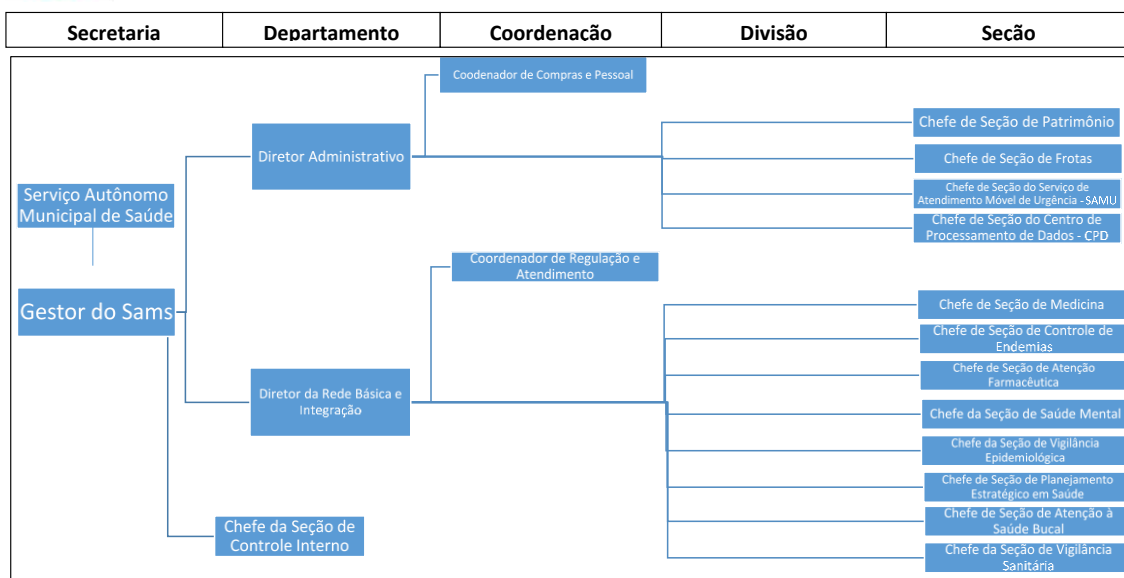 Secretaria
Departamento
Coordenação
Divisão
Seção
Coodenador de Compras e Pessoal
Chefe de Seção de Patrimônio
Diretor Administrativo
Chefe de Seção de Frotas
Serviço Autônomo
Municipal de Saúde
Chefe de Seção do Serviço de
Atendimento Móvel de Urgência - SAMU
Chefe de Seção do Centro de
Processamento de Dados - CPD
Coordenador de Regulação e
Atendimento
Gestor do Sams
Chefe de Seção de Medicina
Chefe de Seção de Controle de
Endemias
Chefe de Seção de Atenção
Farmacêutica
Diretor da Rede Básica e
Integração
Chefe da Seção de Saúde Mental
Chefe da Seção de Vigilância
Epidemiológica
Chefe de Seção de Planejamento
Estratégico em Saúde
Chefe de Seção de Atenção à
Saúde Bucal
Chefe da Seção de
Controle Interno
Chefe da Seção de Vigilância
Sanitária